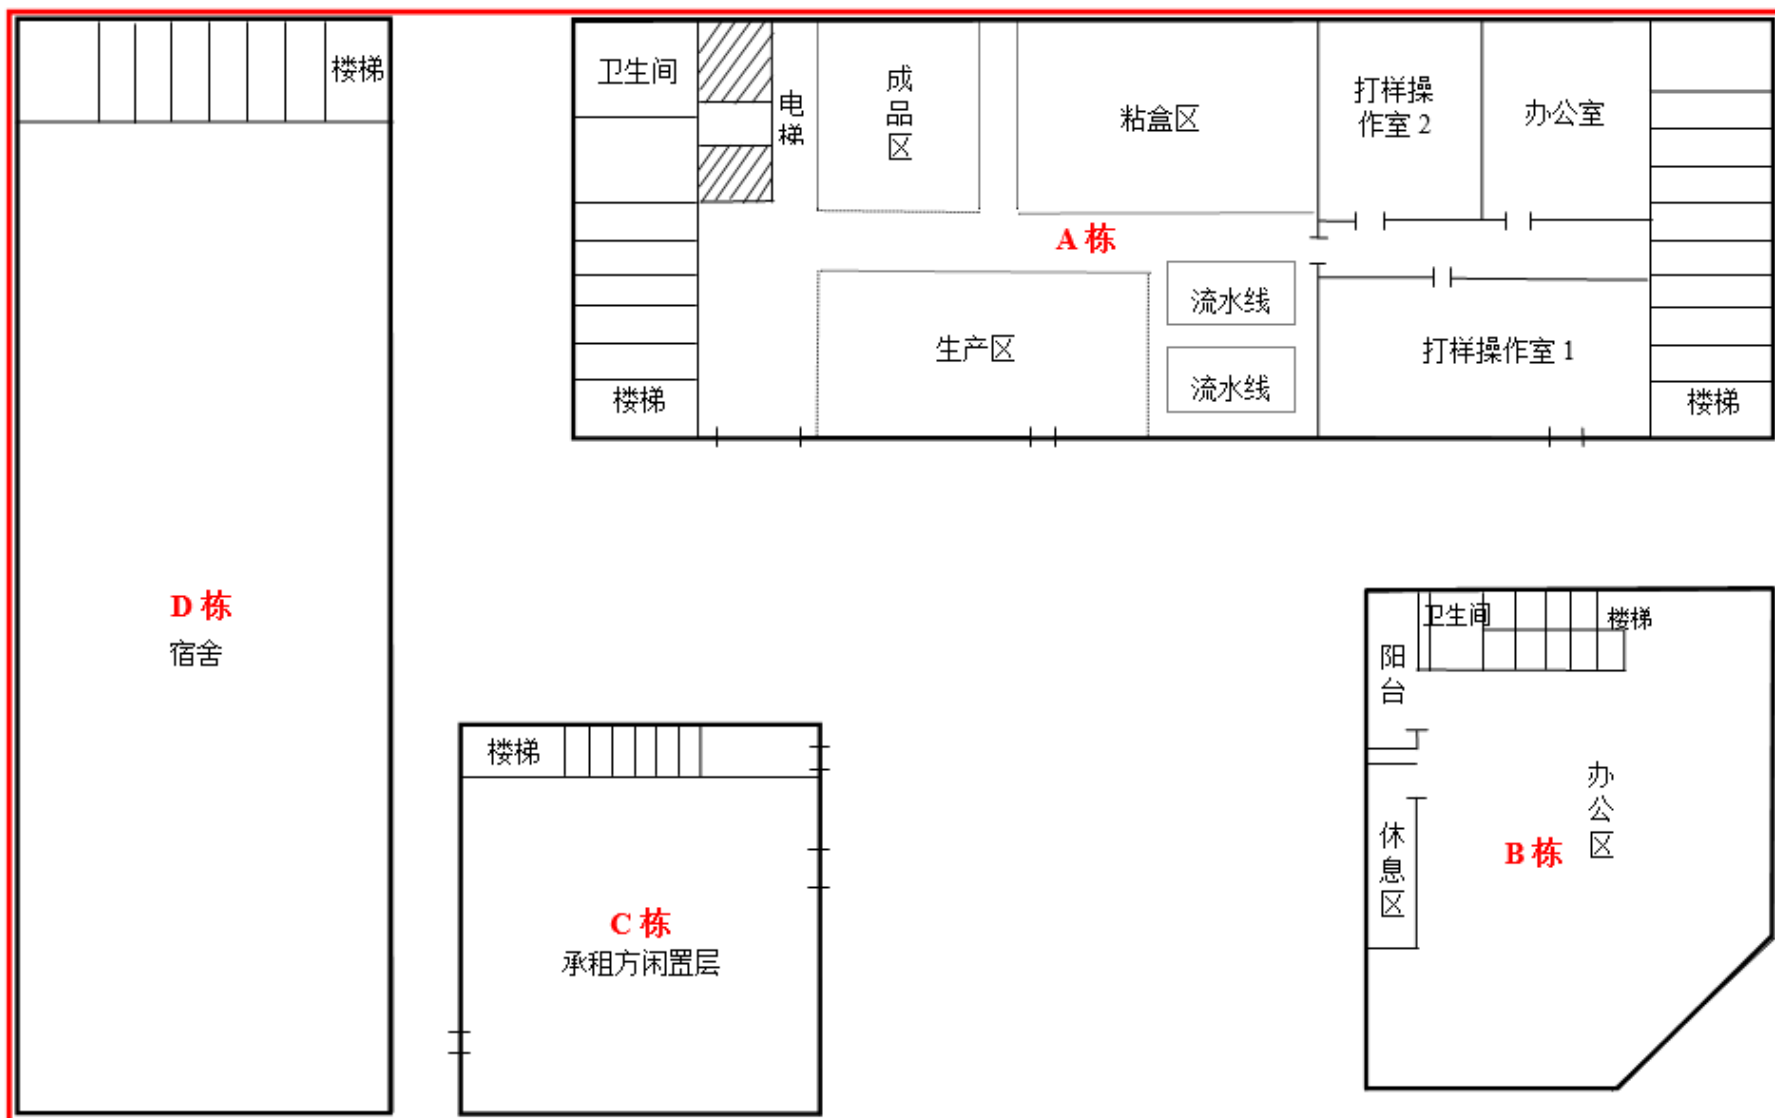 楼梯
卫生间
电
梯
成
品
区
粘盒区
打样操
作室 2
办公室
A 栋
流水线
生产区
打样操作室 1
流水线
楼梯
楼梯
D 栋
宿舍
卫生间
楼梯
阳
台
楼梯
办
公
区
休
息
区
B 栋
C 栋
承租方闲置层